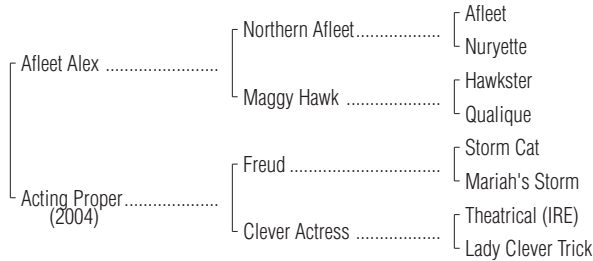 Afleet
Northern Afleet..................
Nuryette
Afleet Alex ........................
Hawkster
Maggy Hawk ....................
Qualique
Storm Cat
Freud ................................
Mariah's Storm
Acting Proper....................
(2004)
Theatrical (IRE)
Clever Actress ...................
Lady Clever Trick